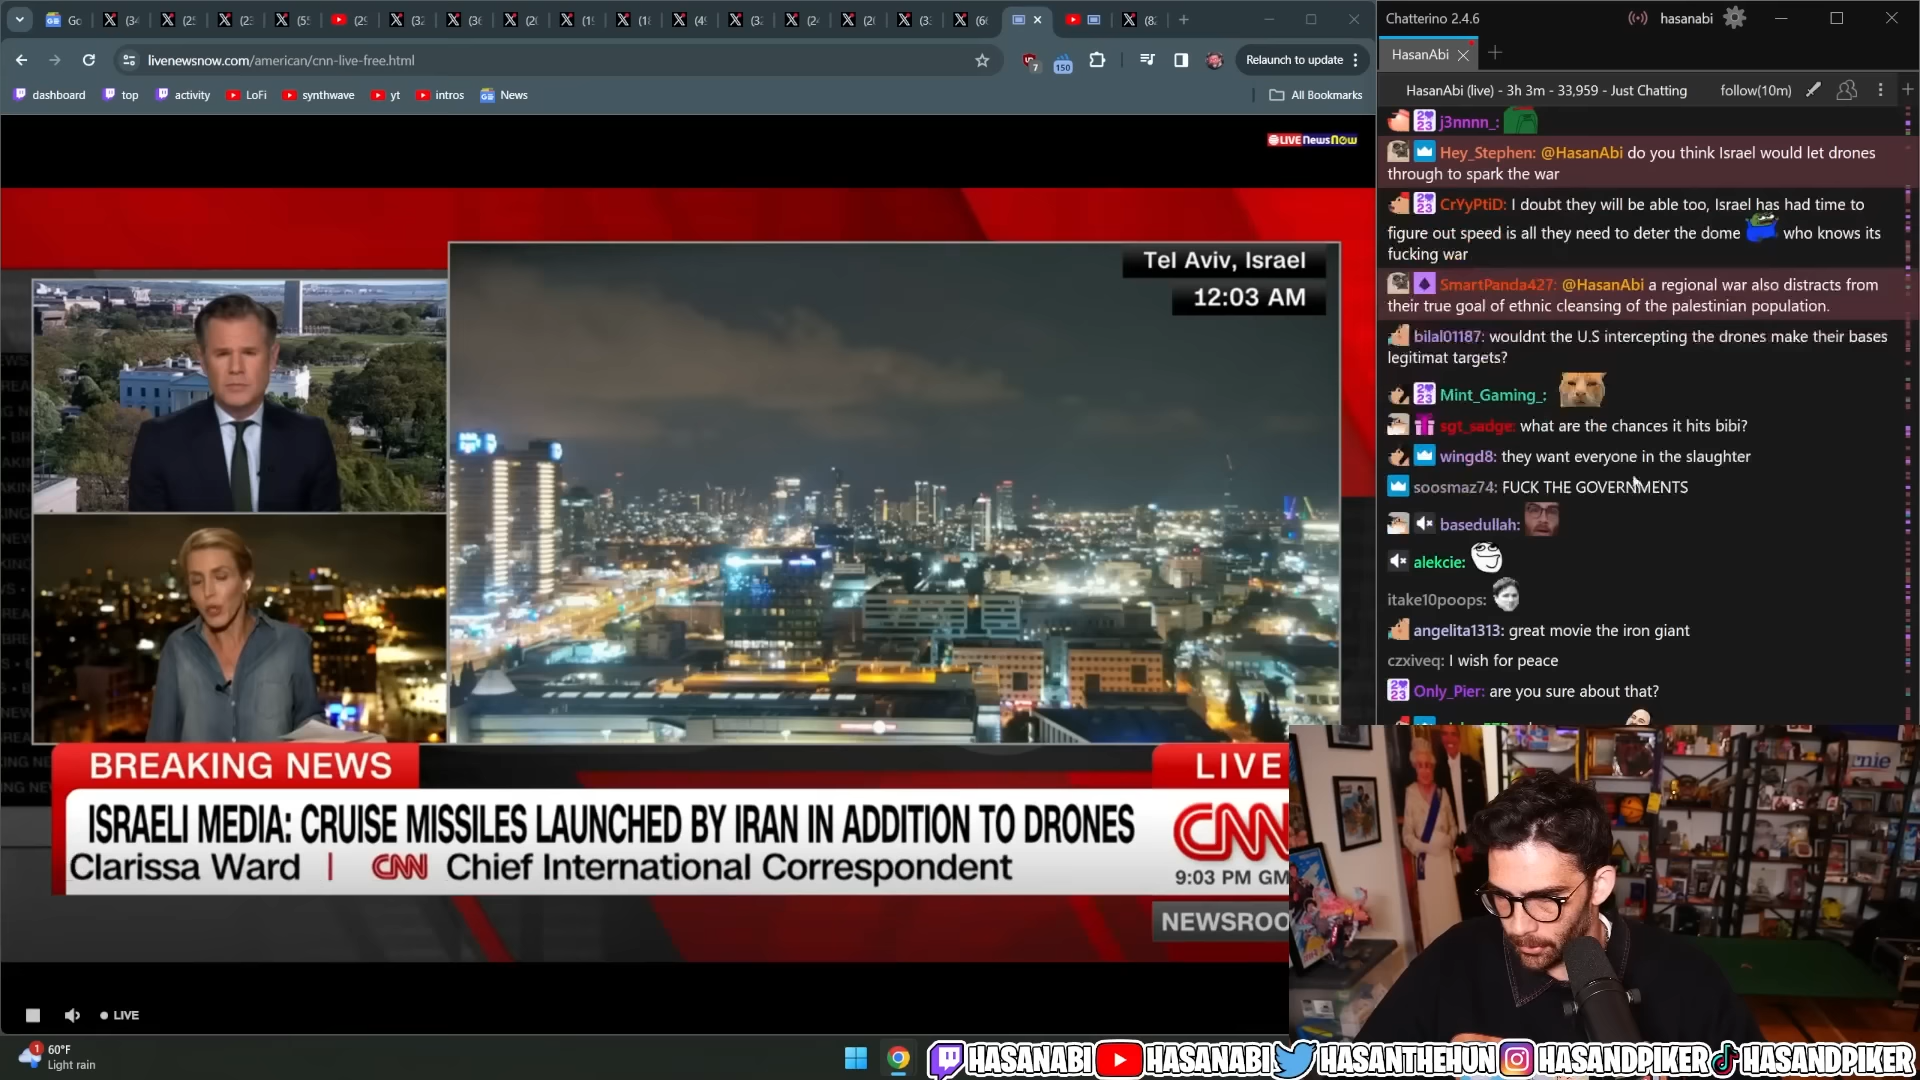 Chatterino 2.4.6
hasanabi
livenewsnow.com/american/cnn-live-free.html
7
150
Relaunch to update
HasanAbi
dashboard
top
activity
LoFi
synthwave
yt
intros
News
All Bookmarks
HasanAbi (live) - 3h 3m - 33,959 - Just Chatting
follow(10m)
LIVE NewsNow
j3nnnn_:
Hey_Stephen: @HasanAbi do you think Israel would let drones
through to spark the war
CrYyPtiD: I doubt they will be able too, Israel has had time to
figure out speed is all they need to deter the dome who knows its
fucking war
SmartPanda427: @HasanAbi a regional war also distracts from
their true goal of ethnic cleansing of the palestinian population.
bilal01187: wouldnt the U.S intercepting the drones make their bases
legitimat targets?
Mint_Gaming_:
sgt_sadge: what are the chances it hits bibi?
wingd8: they want everyone in the slaughter
soosmaz74: FUCK THE GOVERNMENTS
basedullah:
alekcie:
itake10poops:
angelita1313: great movie the iron giant
czxiveq: I wish for peace
Only_Pier: are you sure about that?
Tel Aviv, Israel
12:03 AM
BREAKING NEWS
LIVE
ISRAELI MEDIA: CRUISE MISSILES LAUNCHED BY IRAN IN ADDITION TO DRONES
Clarissa Ward | CNN Chief International Correspondent
CNN
9:03 PM GM
NEWSROO
LIVE
1
60°F
Light rain
HASANABI
HASANABI
HASANTHEHUN
HASANDPIKER
HASANDPIKER